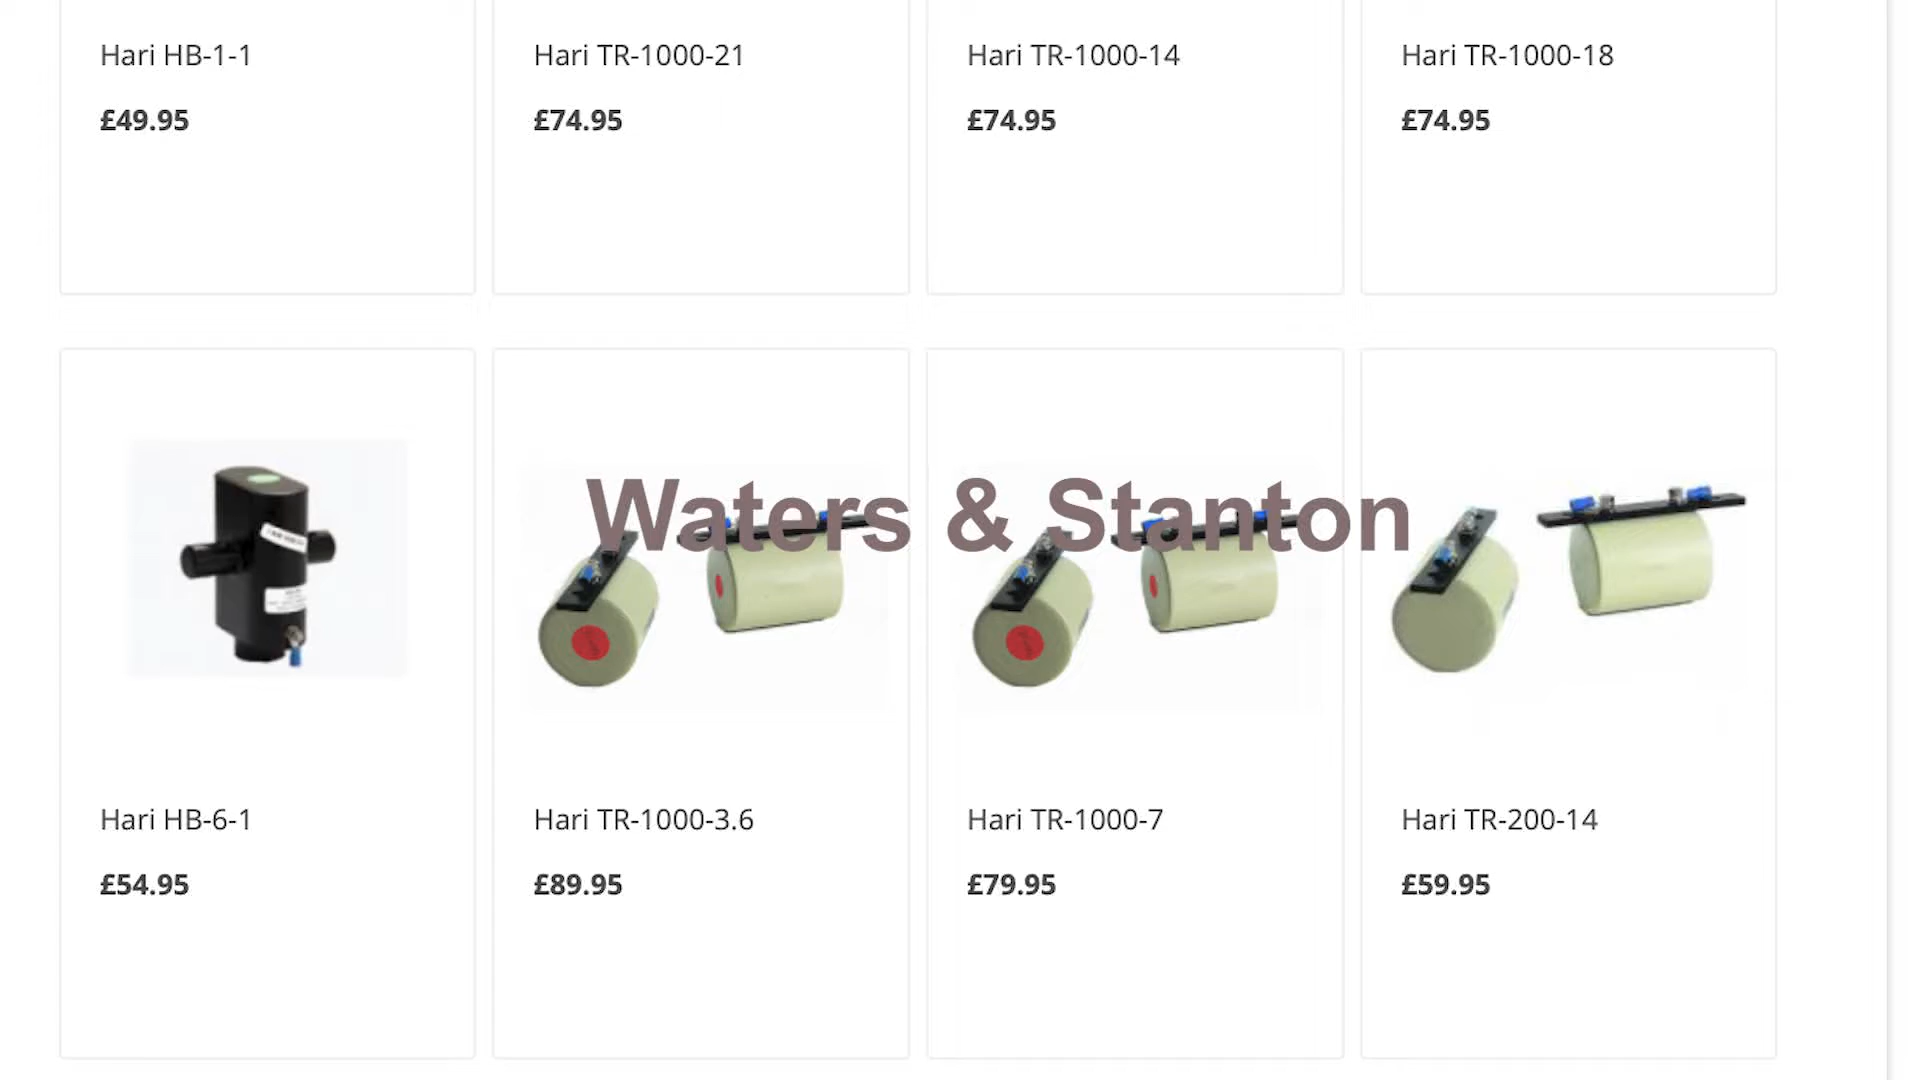 Hari HB-1-1
Hari TR-1000-21
Hari TR-1000-14
Hari TR-1000-18
£49.95
£74.95
£74.95
£74.95
Waters & Stanton
Hari HB-6-1
Hari TR-1000-3.6
Hari TR-1000-7
Hari TR-200-14
£54.95
£89.95
£79.95
£59.95